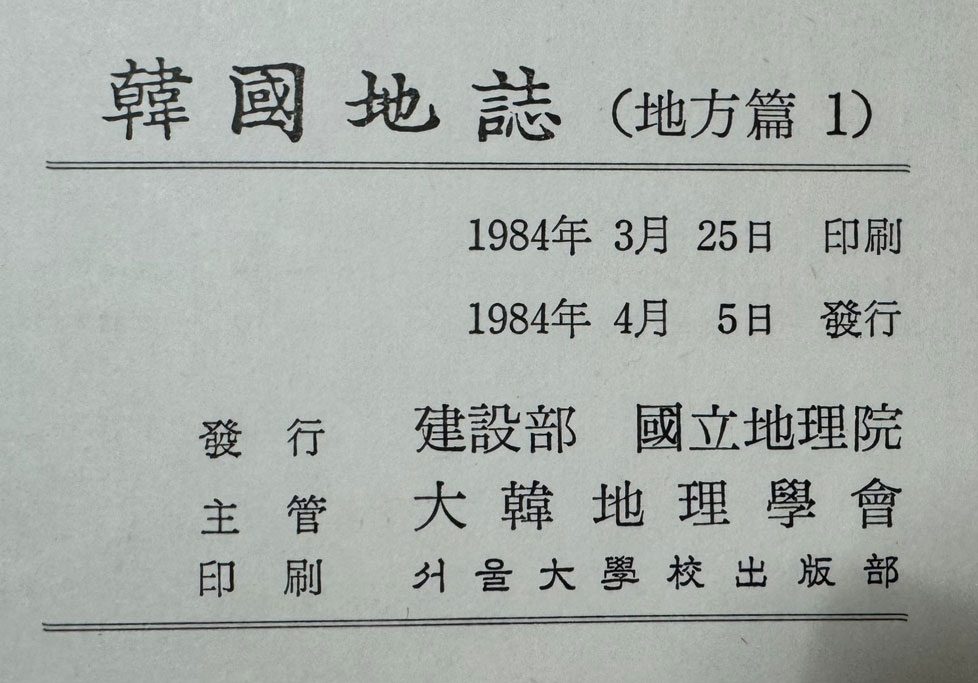 韓國地誌 (地方篇 1)
1984年 3月 25日 印刷
1984年 4月 5日 發行
發行 建設部 國立地理院
主管 大韓地理學會
印刷 서울大學校出版部